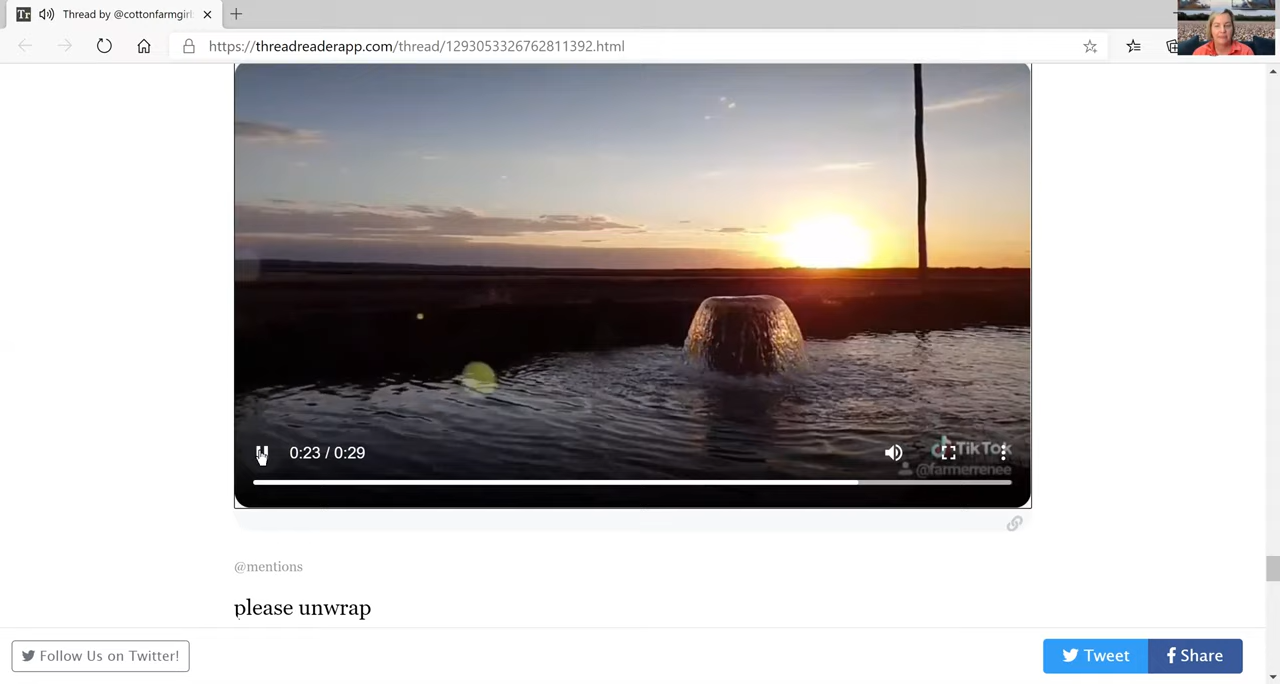 Tr Thread by @cottonfarmgirl
https://threadreaderapp.com/thread/1293053326762811392.html
0:23 / 0:29
TikTok
@farmerrenee
@mentions
please unwrap
Follow Us on Twitter!
Tweet
Share